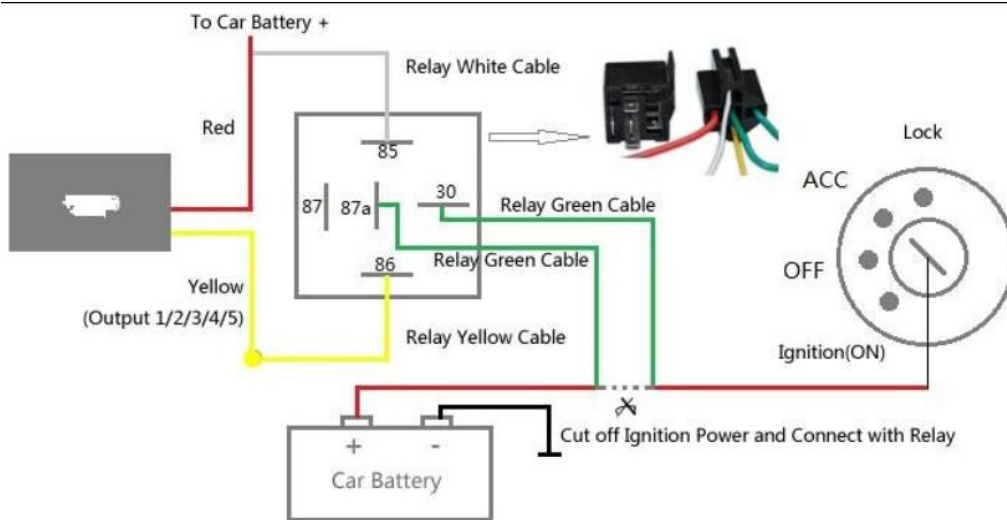 To Car Battery +
Relay White Cable
Red
Lock
85
ACC
87
87a
30
Relay Green Cable
Relay Green Cable
OFF
86
Yellow
(Output 1/2/3/4/5)
Relay Yellow Cable
Ignition(ON)
+
-
Cut off Ignition Power and Connect with Relay
Car Battery